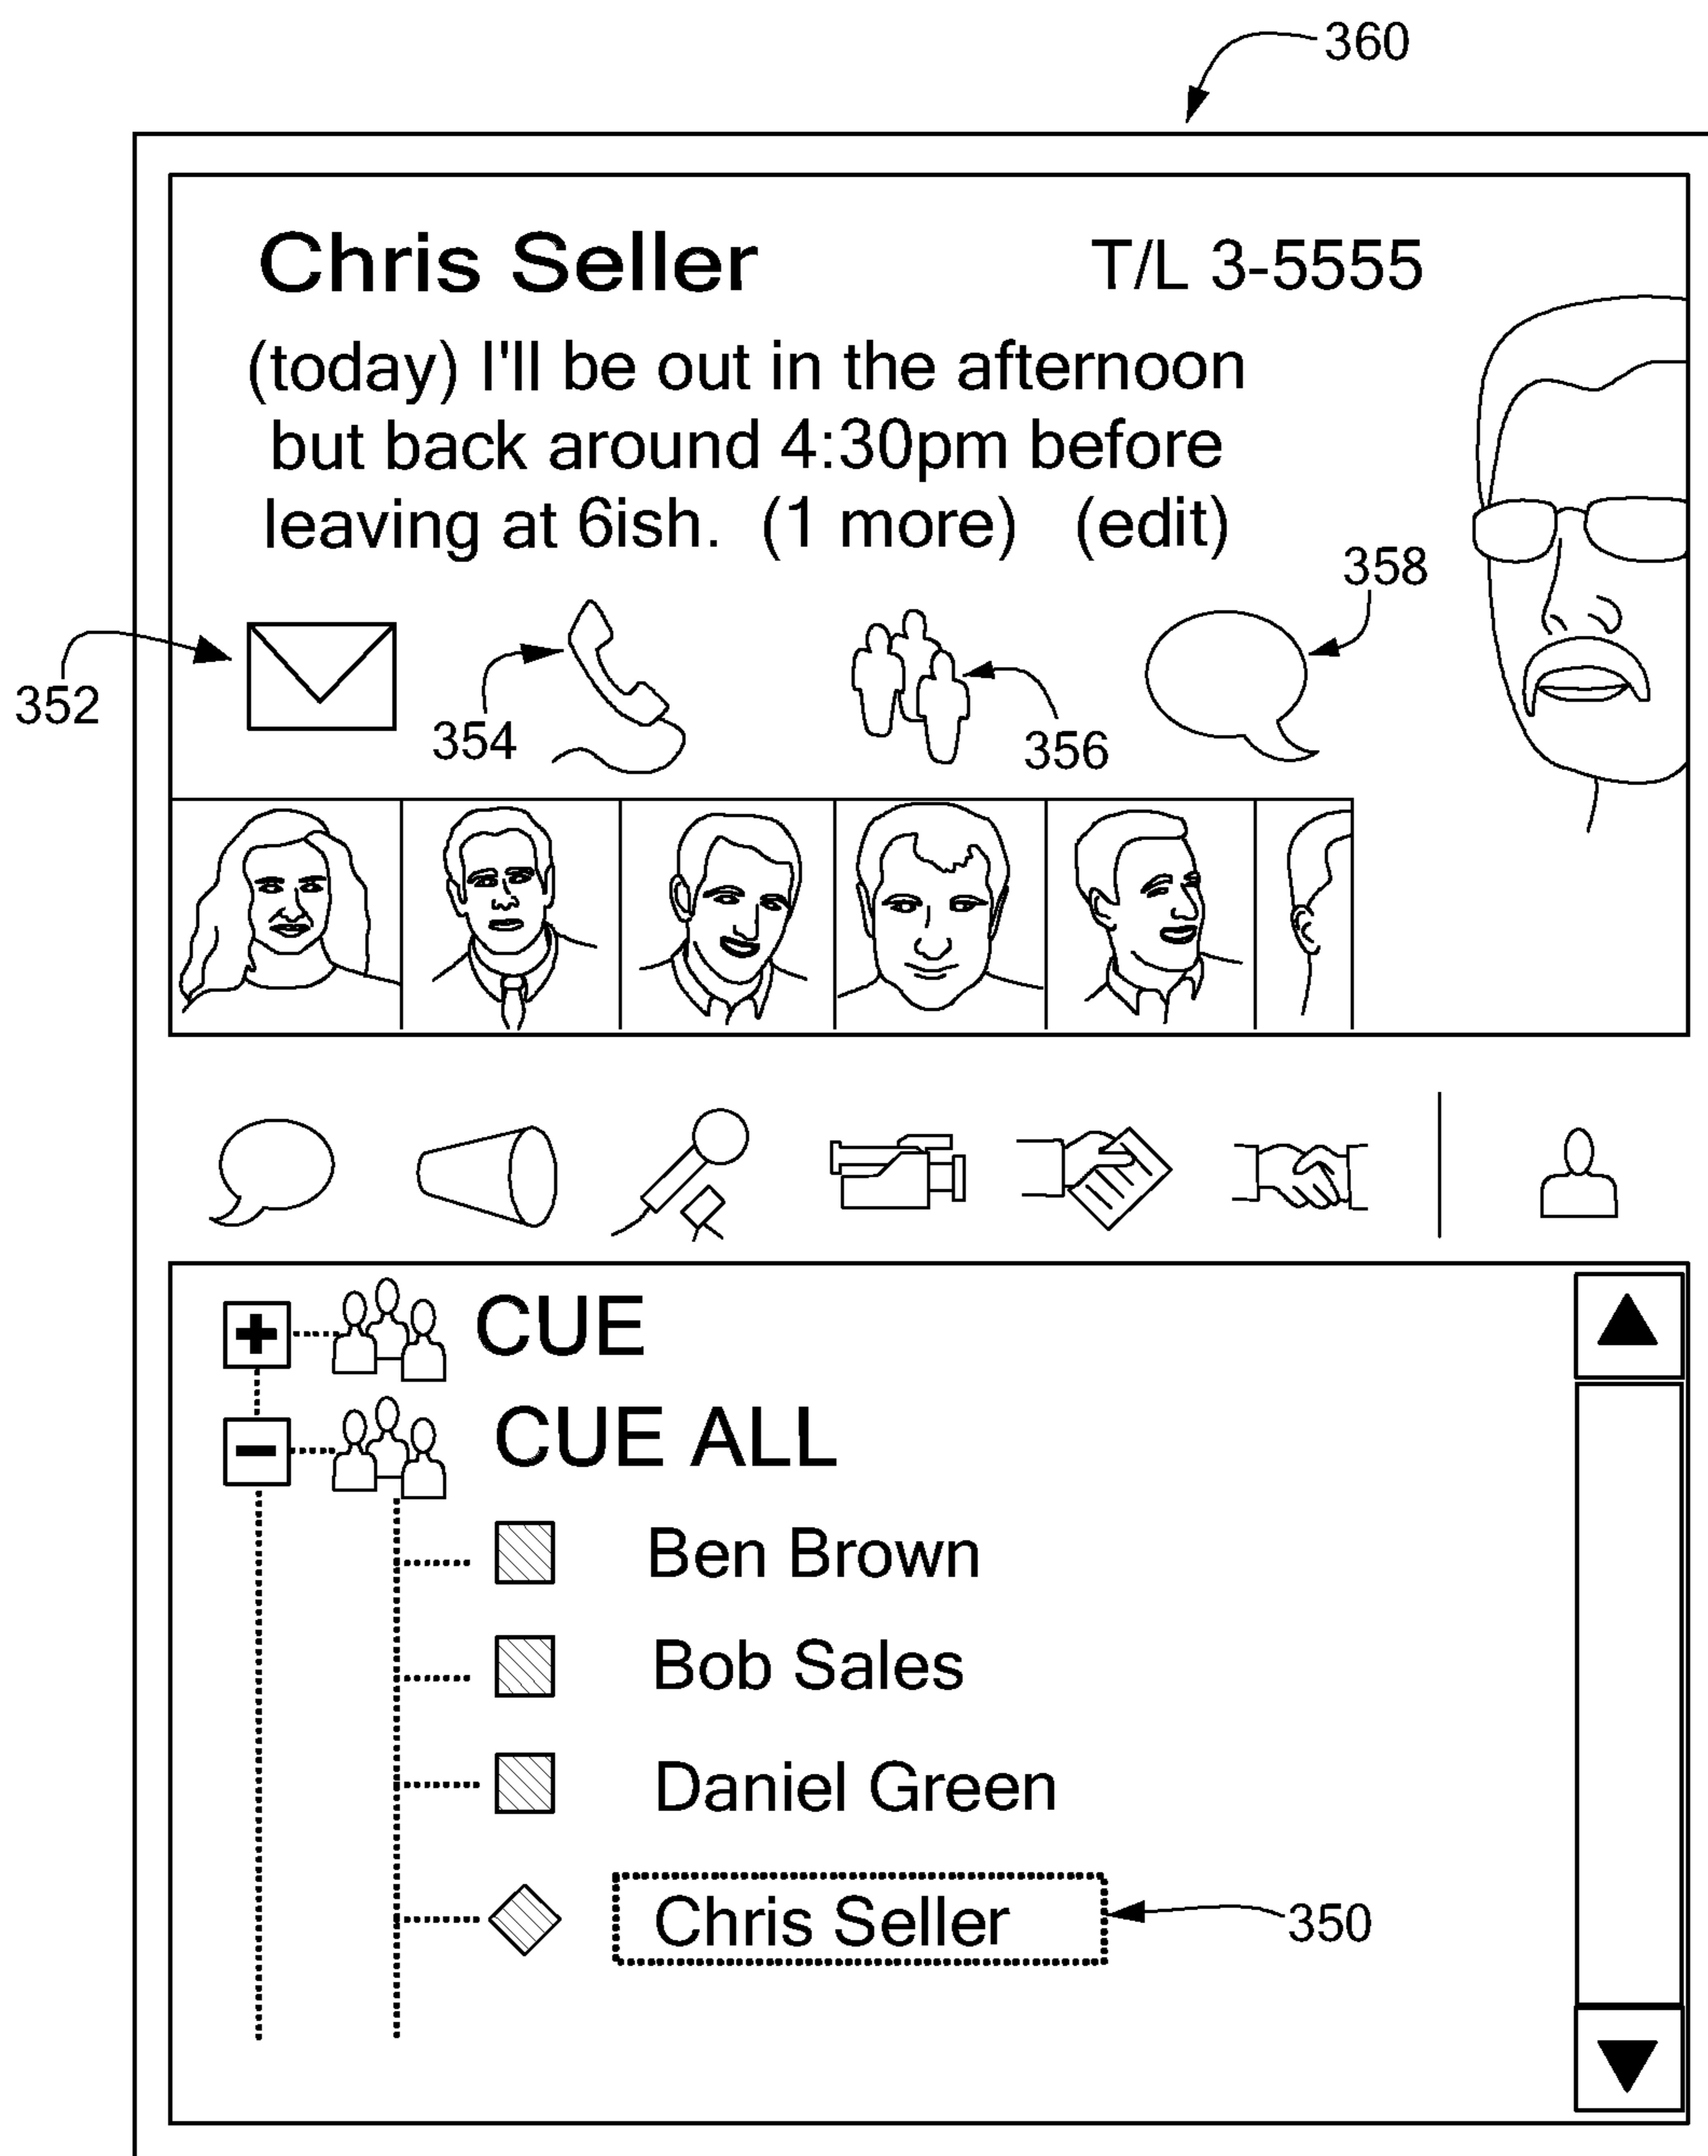 360
Chris Seller
T/L 3-5555
(today) I'll be out in the afternoon
but back around 4:30pm before
leaving at 6ish. (1 more) (edit)
358
352
354
356
CUE
CUE ALL
Ben Brown
Bob Sales
Daniel Green
Chris Seller
350